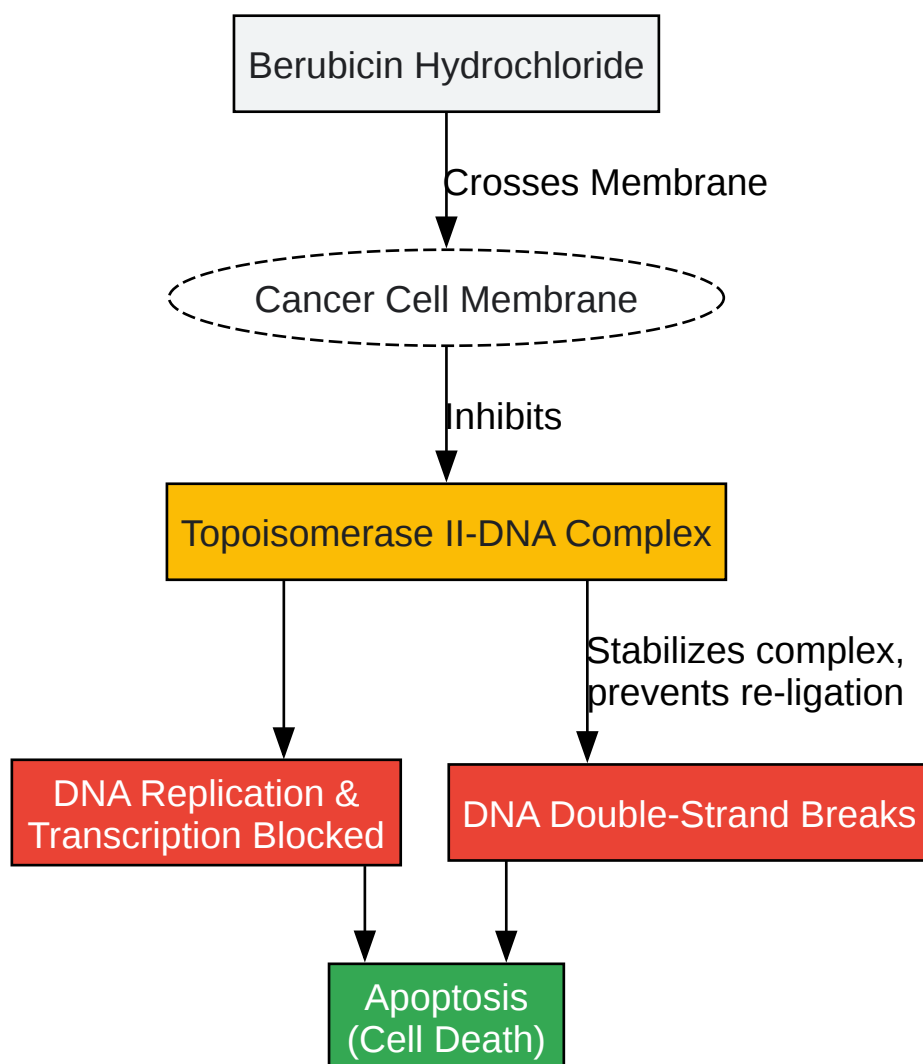 Berubicin Hydrochloride
Crosses Membrane
Cancer Cell Membrane
Inhibits
Topoisomerase II-DNA Complex
Stabilizes complex,
prevents re-ligation
DNA Replication &
Transcription Blocked
DNA Double-Strand Breaks
Apoptosis
(Cell Death)